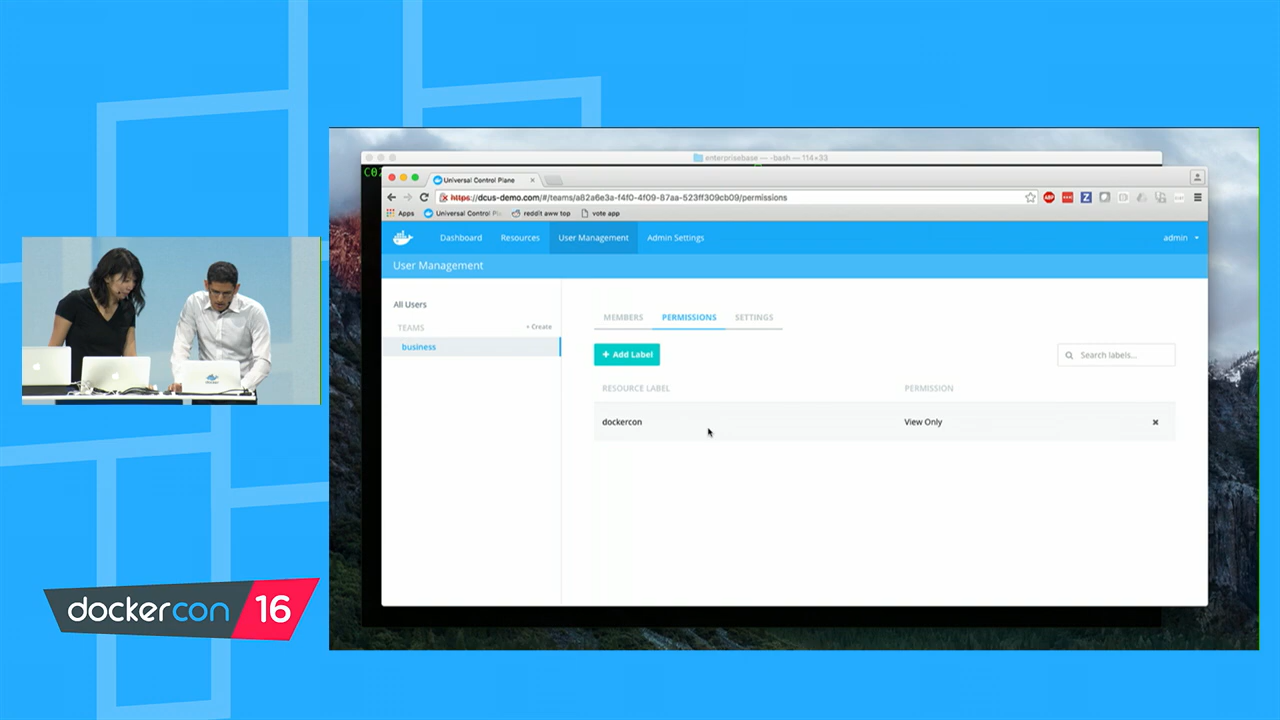 enterprisebase — -bash — 114×33
C0
Universal Control Plane
https://dcus-demo.com/#/teams/a82a6e3a-f4f0-4f09-87aa-523ff309cb09/permissions
Apps Universal Control Pl reddit aww top vote app
Dashboard Resources User Management Admin Settings admin
User Management
All Users
TEAMS + Create
business
MEMBERS PERMISSIONS SETTINGS
+ Add Label Search labels...
RESOURCE LABEL PERMISSION
dockercon View Only
dockercon 16